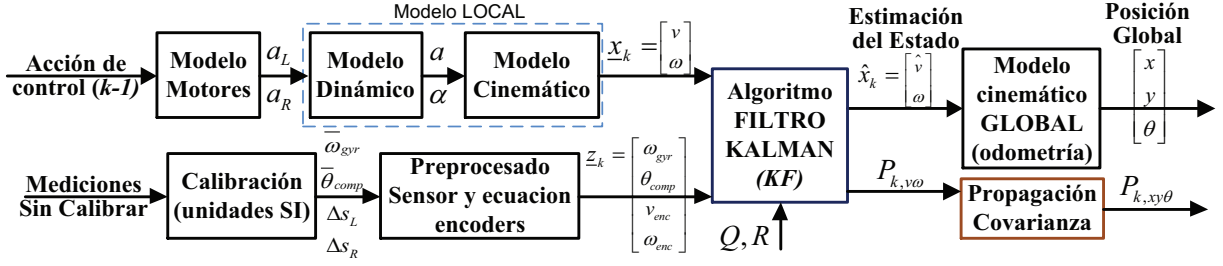 Modelo LOCAL
Acción de
control (k-1)
Modelo
Motores
a_L
a_R
Modelo
Dinámico
a
α
Modelo
Cinemático
x_k = [v
ω]
Algoritmo
FILTRO
KALMAN
(KF)
Q, R
Estimación
del Estado
x̂_k = [v̂
ω]
Modelo
cinemático
GLOBAL
(odometría)
Posición
Global
[x
y
θ]
Mediciones
Sin Calibrar
Calibración
(unidades SI)
ω̅_gyr
θ̅_comp
Δs_L
Δs_R
Preprocesado
Sensor y ecuacion
encoders
z_k = [ω_gyr
θ_comp
v_enc
ω_enc]
P_k,vω
Propagación
Covarianza
P_k,xyθ